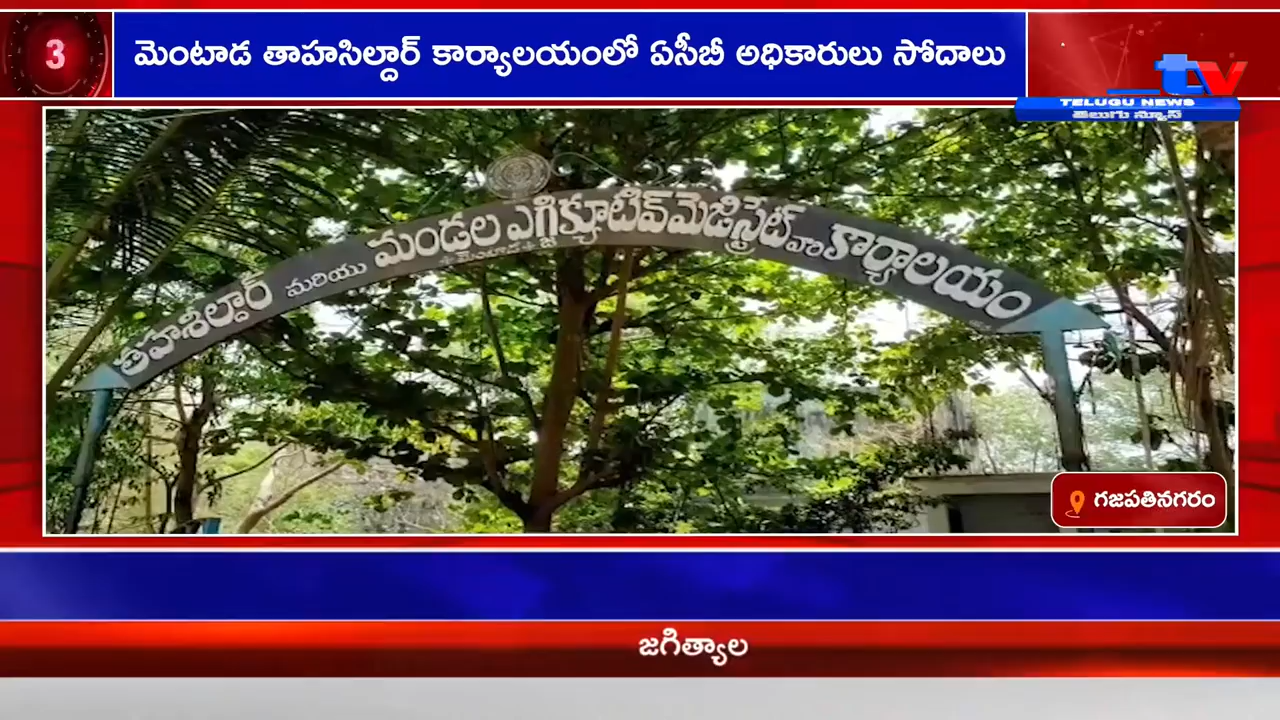 3
మెంటాడ తాహసిల్దార్ కార్యాలయంలో ఏసీబీ అధికారులు సోదాలు
tv
TELUGU NEWS
తెలుగు న్యూస్
తహశిల్దార్ మరియు మండల ఎగ్జిక్యూటివ్ మెజిస్ట్రేట్ వారి కార్యాలయం
గజపతినగరం
జగిత్యాల